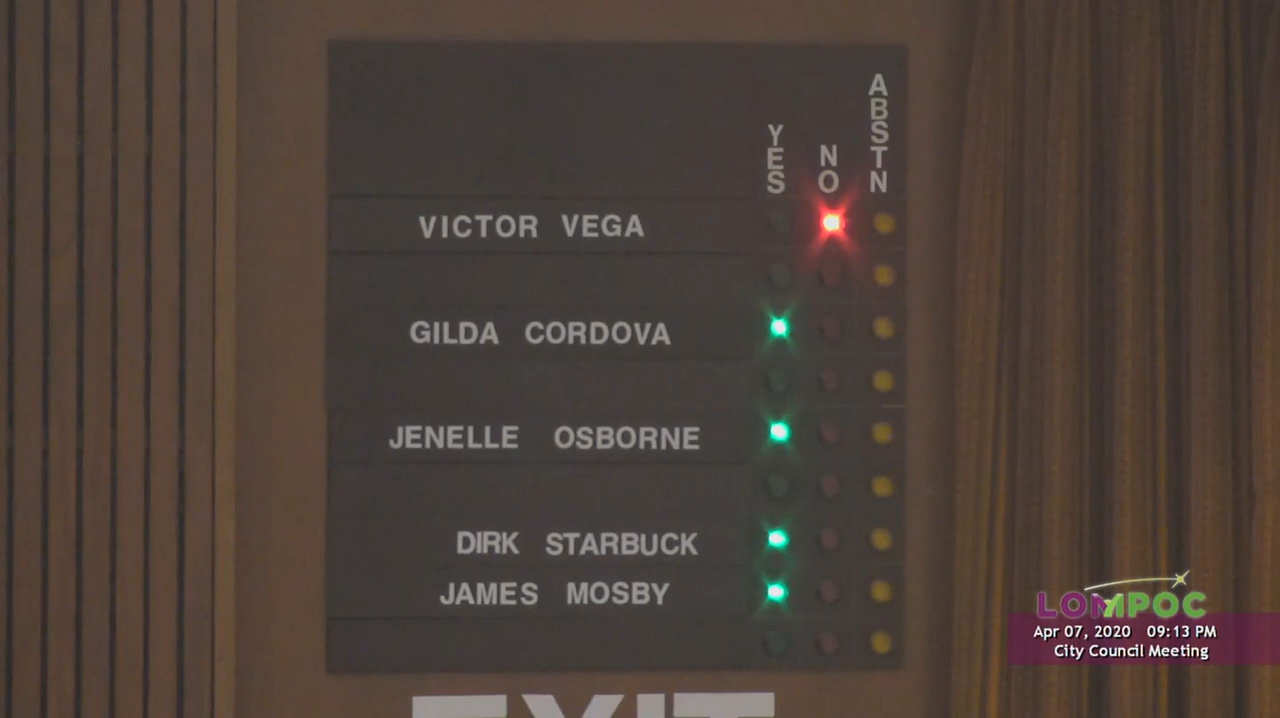 YES NO ABSTN
VICTOR VEGA
GILDA CORDOVA
JENELLE OSBORNE
DIRK STARBUCK
JAMES MOSBY
EXIT
LOMPOC
Apr 07, 2020 09:13 PM
City Council Meeting